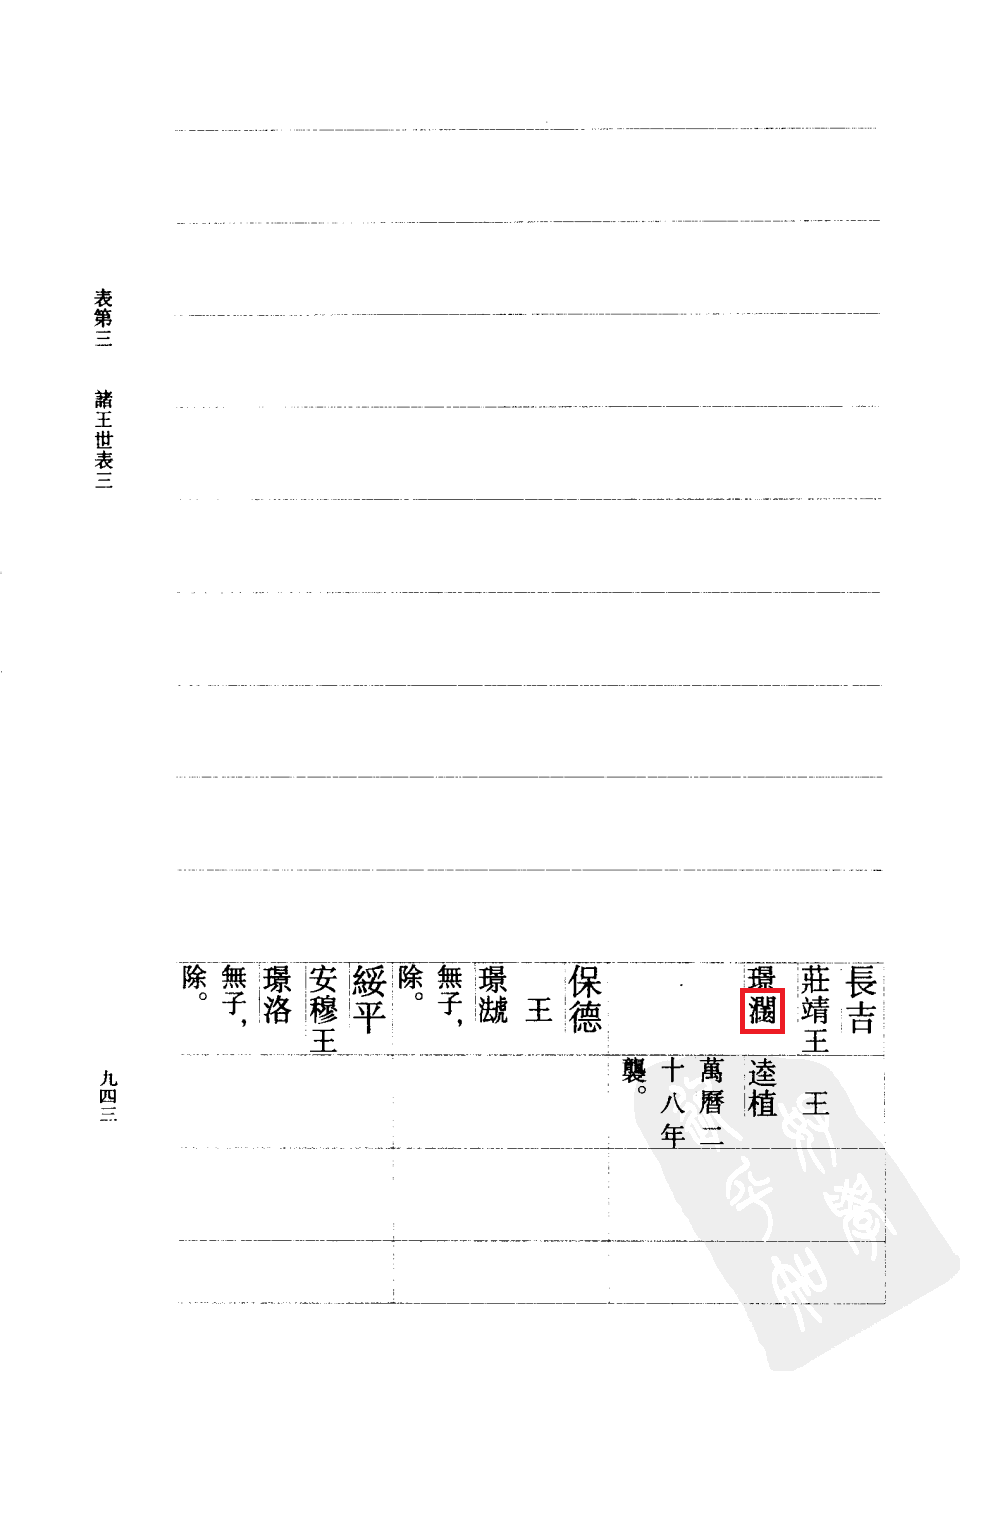 長吉
莊靖王
璟
王
逵植
萬曆二
十八年
襲。
保德
王
璟
無子，
除。
綏平
安穆王
璟洛
無子，
除。
表第三　諸王世表三
九四三